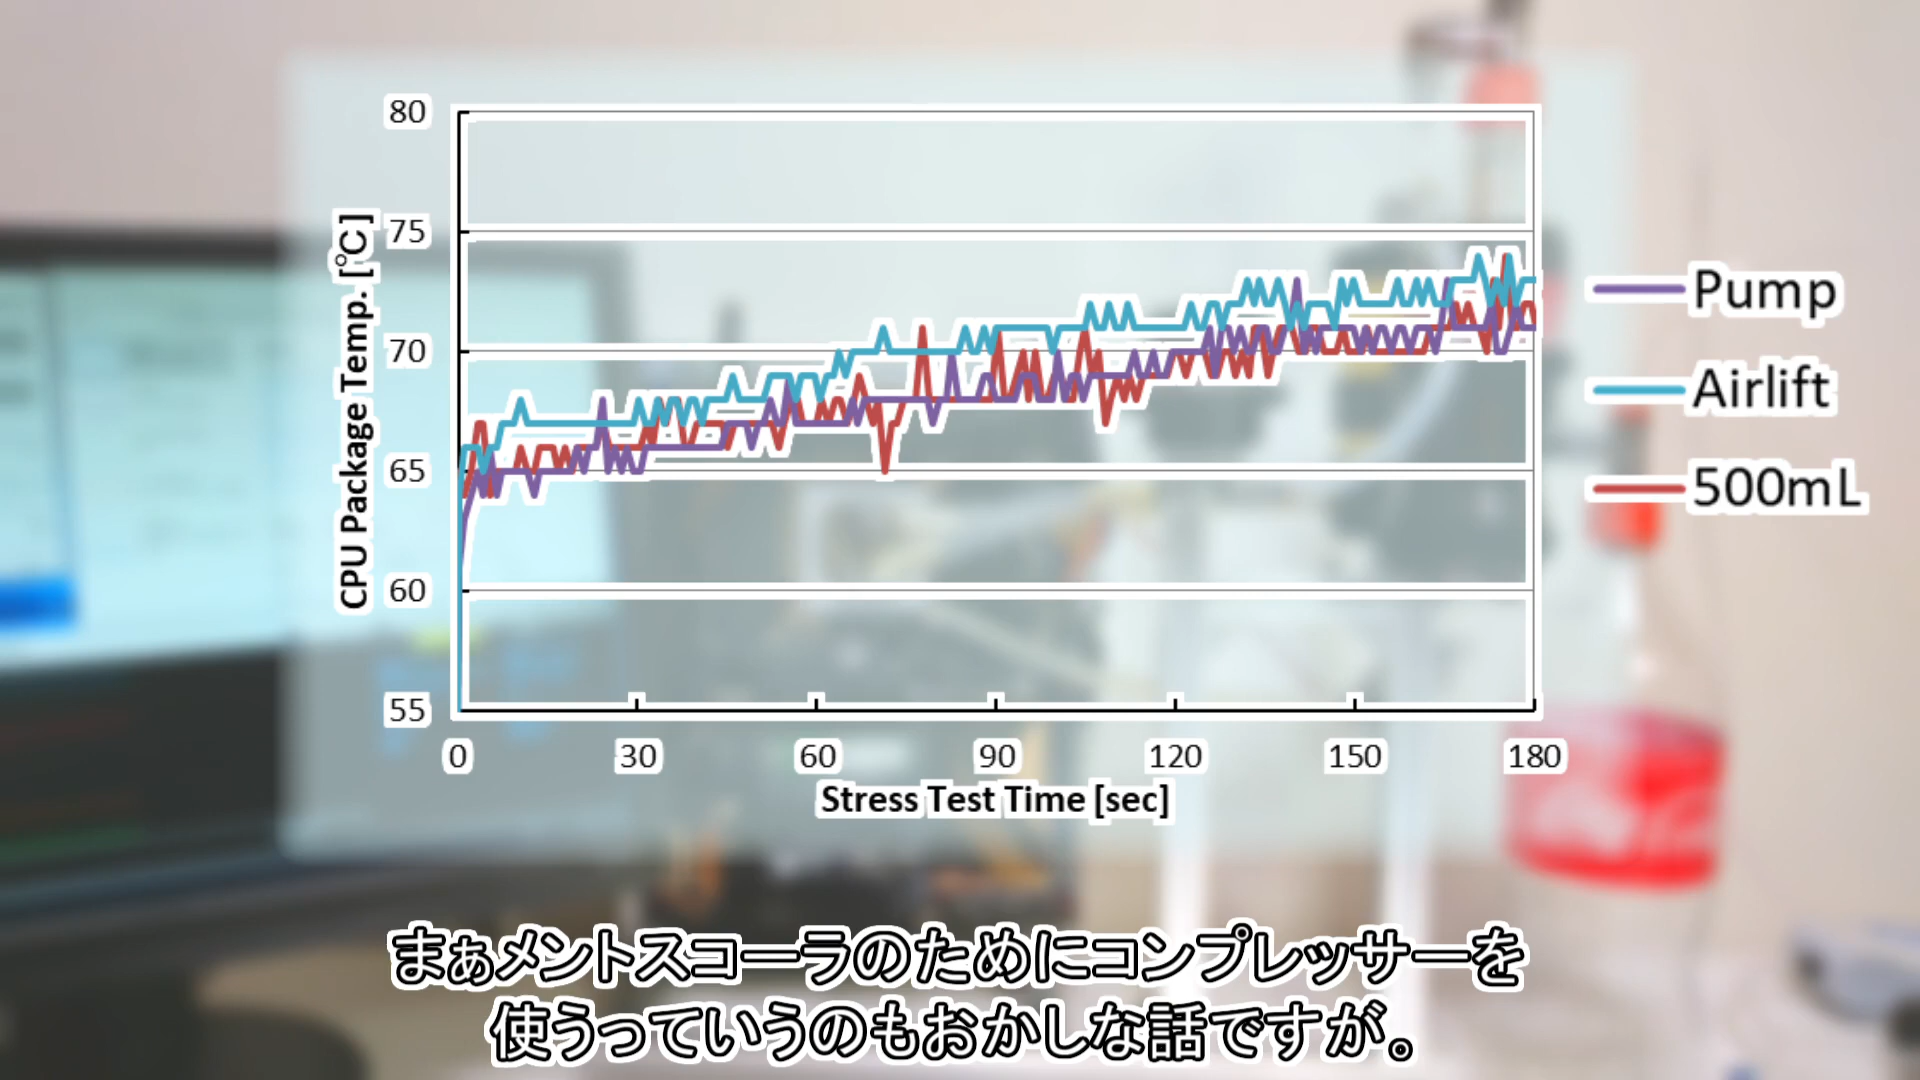 80
75
70
65
60
55
CPU Package Temp. [℃]
0 30 60 90 120 150 180
Stress Test Time [sec]
Pump
Airlift
500mL
まぁメントスコーラのためにコンプレッサーを
使うっていうのもおかしな話ですが。